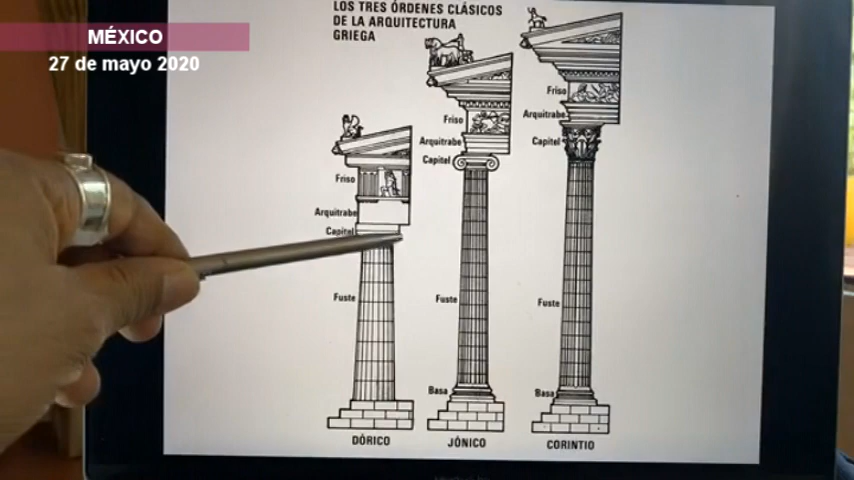 MÉXICO
27 de mayo 2020
LOS TRES ÓRDENES CLÁSICOS
DE LA ARQUITECTURA
GRIEGA
Friso
Arquitrabe
Capitel
Fuste
DÓRICO
Friso
Arquitrabe
Capitel
Fuste
Basa
JÓNICO
Friso
Arquitrabe
Capitel
Fuste
Basa
CORINTIO